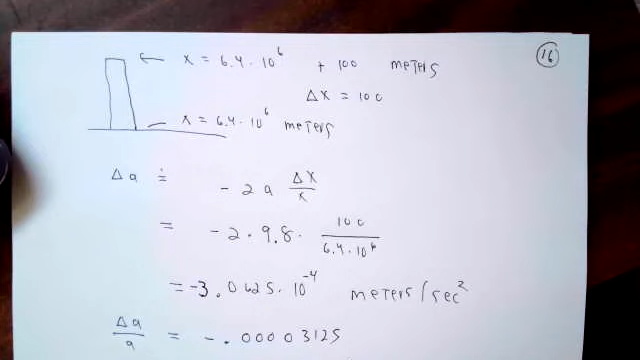 x = 6.4 · 10^6 + 100 meters
16
Δx = 100
x = 6.4 · 10^6 meters
Δa ≐ - 2a Δx/x
= - 2 · 9.8 · 100/(6.4 · 10^6)
= -3.0625 · 10^-4 meters/sec^2
Δa/a = - .00003125